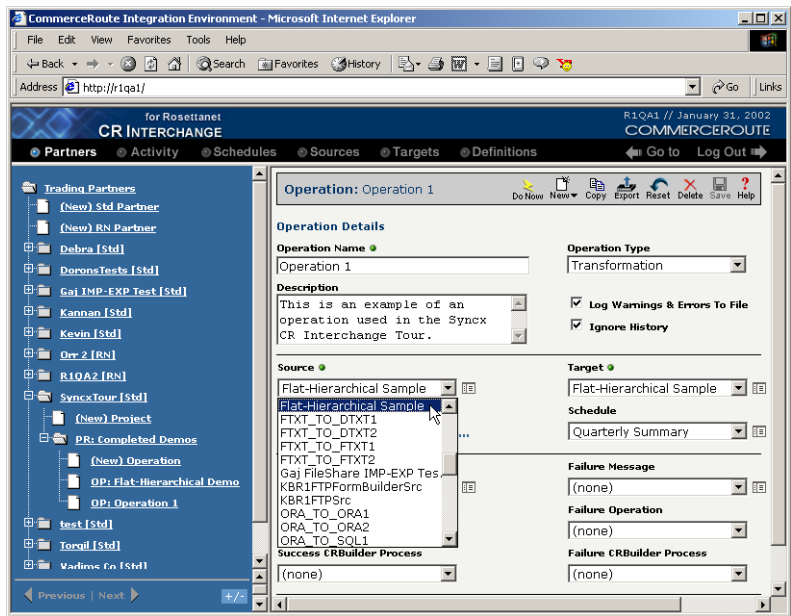 CommerceRoute Integration Environment - Microsoft Internet Explorer
File Edit View Favorites Tools Help
Back Search Favorites History
Address http://r1qa1/ Go Links
for Rosettanet
CR INTERCHANGE
R1QA1 // January 31, 2002
COMMERCEROUTE
Partners Activity Schedules Sources Targets Definitions Go to Log Out
Trading Partners
(New) Std Partner
(New) RN Partner
Debra [Std]
DoronsTests [Std]
Gaj IMP-EXP Test [Std]
Kannan [Std]
Kevin [Std]
Orr 2 [RN]
R1QA2 [RN]
SyncxTour [Std]
(New) Project
PR: Completed Demos
(New) Operation
OP: Flat-Hierarchical Demo
OP: Operation 1
test [Std]
Torgil [Std]
Vadims Co [Std]
Previous | Next +/-
Operation: Operation 1
Do Now New Copy Export Reset Delete Save Help
Operation Details
Operation Name
Operation 1
Operation Type
Transformation
Description
This is an example of an
operation used in the Syncx
CR Interchange Tour.
Log Warnings & Errors To File
Ignore History
Source
Flat-Hierarchical Sample
Flat-Hierarchical Sample
FTXT_TO_DTXT1
FTXT_TO_DTXT2
FTXT_TO_FTXT1
FTXT_TO_FTXT2
Gaj FileShare IMP-EXP Tes
KBR1FTPFormBuilderSrc
KBR1FTPSrc
ORA_TO_ORA1
ORA_TO_ORA2
ORA_TO_SQL1
...
Target
Flat-Hierarchical Sample
Schedule
Quarterly Summary
Failure Message
(none)
Failure Operation
(none)
Success CRBuilder Process
(none)
Failure CRBuilder Process
(none)